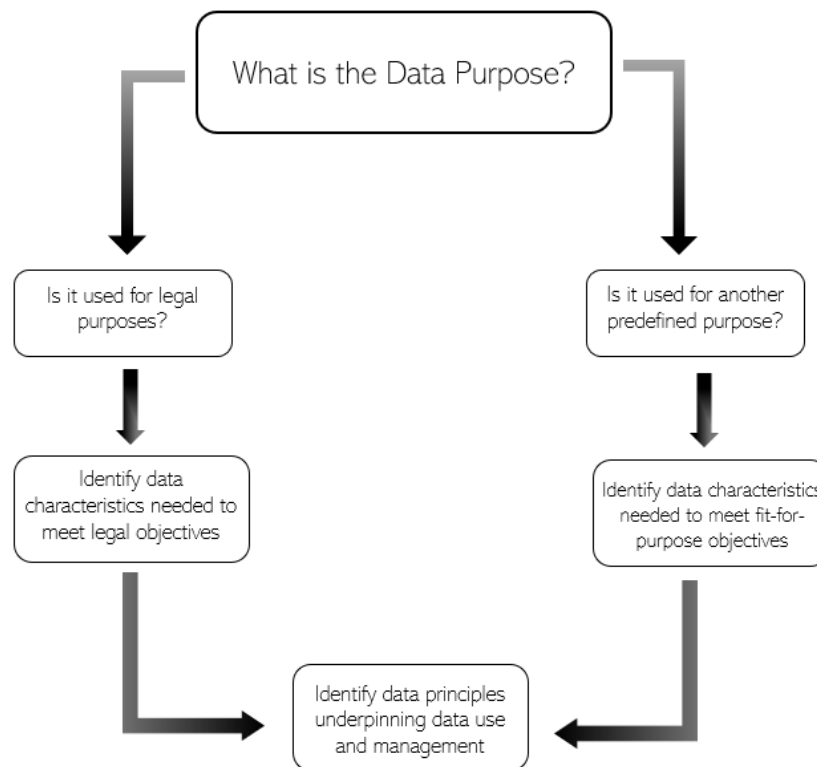 What is the Data Purpose?
Is it used for legal
purposes?
Is it used for another
predefined purpose?
Identify data
characteristics needed to
meet legal objectives
Identify data characteristics
needed to meet fit-for-
purpose objectives
Identify data principles
underpinning data use
and management